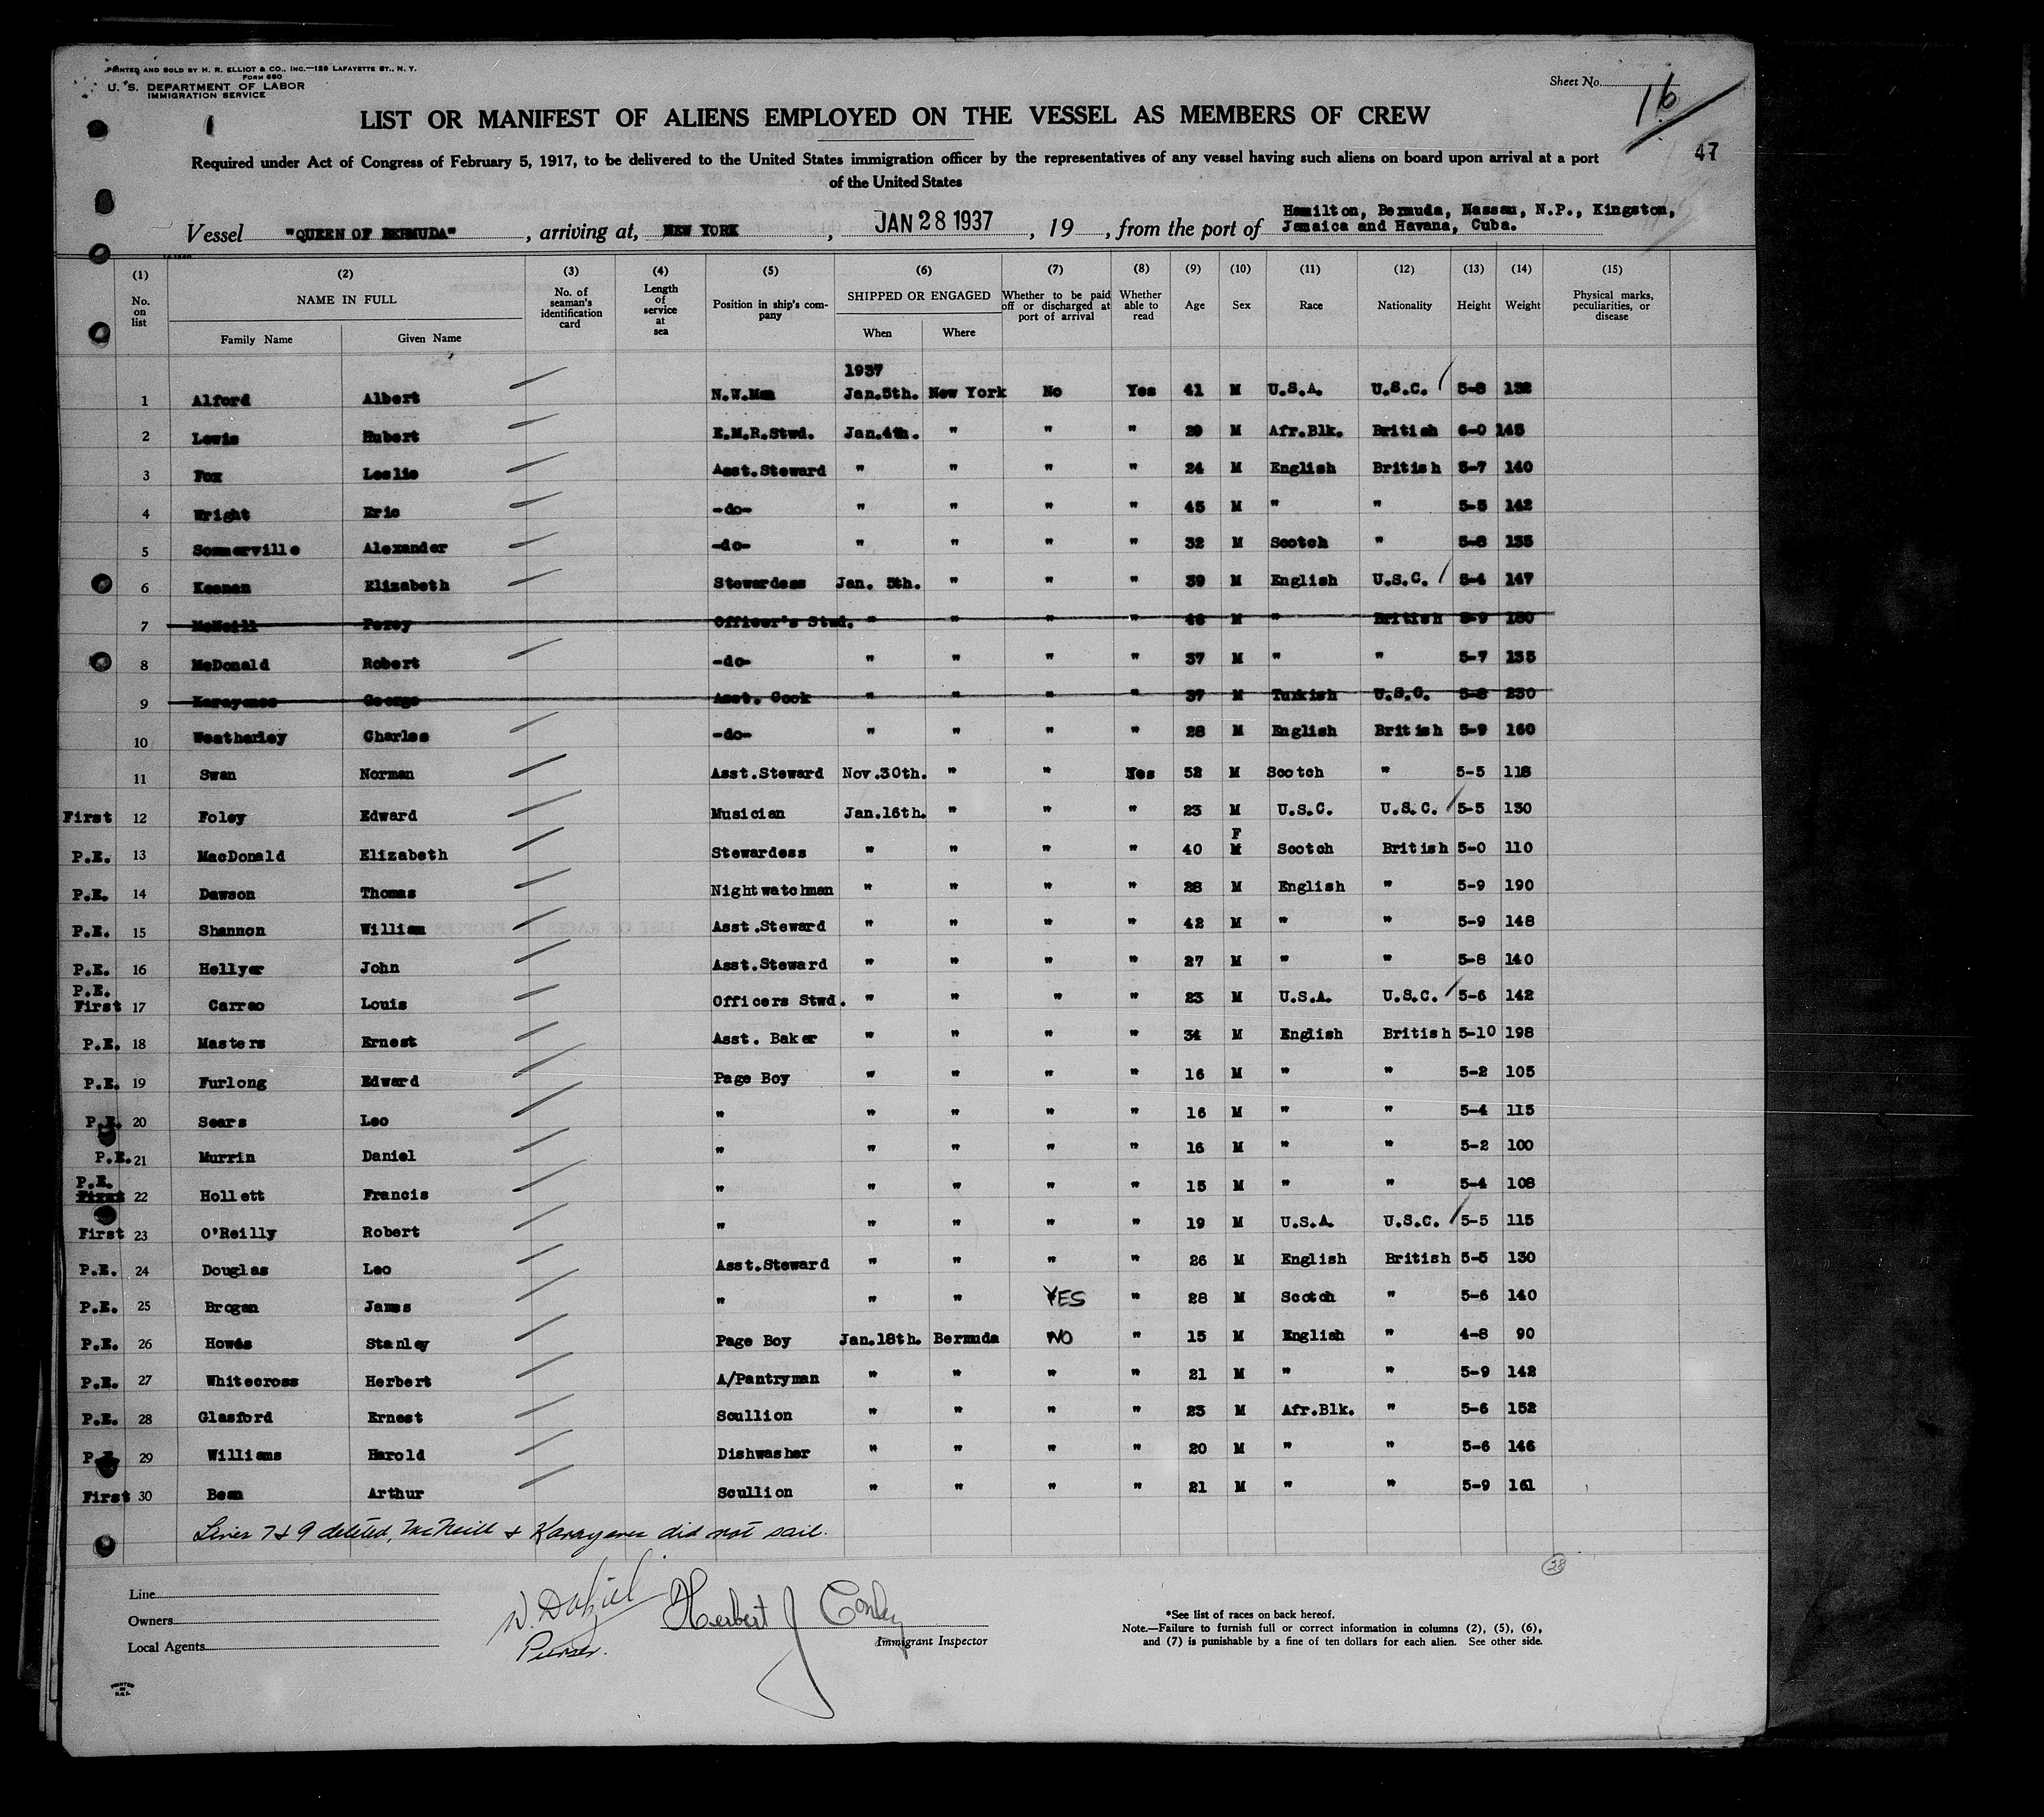 PRINTED AND SOLD BY H. R. ELLIOT & CO., INC.—129 LAFAYETTE ST., N. Y.
FORM 680
U. S. DEPARTMENT OF LABOR
IMMIGRATION SERVICE
Sheet No.
16
47
LIST OR MANIFEST OF ALIENS EMPLOYED ON THE VESSEL AS MEMBERS OF CREW
Required under Act of Congress of February 5, 1917, to be delivered to the United States immigration officer by the representatives of any vessel having such aliens on board upon arrival at a port
of the United States
Vessel "QUEEN OF BERMUDA", arriving at, NEW YORK, JAN 28 1937, 19 , from the port of Hamilton, Bermuda, Nassau, N.P., Kingston,
Jamaica and Havana, Cuba.
(1) (2) (3) (4) (5) (6) (7) (8) (9) (10) (11) (12) (13) (14) (15)
No. on list NAME IN FULL Family Name Given Name No. of seaman's identification card Length of service at sea Position in ship's company SHIPPED OR ENGAGED When Where Whether to be paid off or discharged at port of arrival Whether able to read Age Sex Race Nationality Height Weight Physical marks, peculiarities, or disease
1937
1 Alford Albert N.W.Man Jan.5th. New York No Yes 41 M U.S.A. U.S.C. 5-8 132
2 Lewis Hubert E.M.R.Stwd. Jan.4th. " " " 29 M Afr.Blk. British 6-0 145
3 Fox Leslie Asst.Steward " " " " 24 M English British 5-7 140
4 Wright Eric -do- " " " " 45 M " " 5-5 142
5 Sommerville Alexander -do- " " " " 32 M Scotch " 5-8 135
6 Keenan Elizabeth Stewardess Jan. 5th. " " " 39 M English U.S.C. 5-4 147
7 McNeill Percy Officer's Stwd. " " " " 46 M " British 5-9 180
8 McDonald Robert -do- " " " " 37 M " " 5-7 135
9 Karayenes George Asst. Cook " " " " 37 M Turkish U.S.C. 5-8 230
10 Weatherley Charles -do- " " " " 28 M English British 5-9 160
11 Swan Norman Asst.Steward Nov.30th. " " Yes 52 M Scotch " 5-5 118
First 12 Foley Edward Musician Jan.16th. " " " 23 M U.S.C. U.S.C. 5-5 130
F
P.E. 13 MacDonald Elizabeth Stewardess " " " " 40 M Scotch British 5-0 110
P.E. 14 Dawson Thomas Nightwatchman " " " " 28 M English " 5-9 190
P.E. 15 Shannon William Asst.Steward " " " " 42 M " " 5-9 148
P.E. 16 Hellyer John Asst.Steward " " " " 27 M " " 5-8 140
P.E.
First 17 Carrao Louis Officers Stwd. " " " " 23 M U.S.A. U.S.C. 5-6 142
P.E. 18 Masters Ernest Asst. Baker " " " " 34 M English British 5-10 198
P.E. 19 Furlong Edward Page Boy " " " " 16 M " " 5-2 105
P.E. 20 Sears Leo " " " " " 16 M " " 5-4 115
P.E. 21 Murrin Daniel " " " " " 16 M " " 5-2 100
P.E.
First 22 Hollett Francis " " " " " 15 M " " 5-4 108
First 23 O'Reilly Robert " " " " " 19 M U.S.A. U.S.C. 5-5 115
P.E. 24 Douglas Leo Asst.Steward " " " " 26 M English British 5-5 130
P.E. 25 Brogan James " " " YES " 28 M Scotch " 5-6 140
P.E. 26 Howes Stanley Page Boy Jan.18th. Bermuda NO " 15 M English " 4-8 90
P.E. 27 Whitecross Herbert A/Pantryman " " " " 21 M " " 5-9 142
P.E. 28 Glasford Ernest Scullion " " " " 23 M Afr.Blk. " 5-6 152
P.E. 29 Williams Harold Dishwasher " " " " 20 M " " 5-6 146
First 30 Bean Arthur Scullion " " " " 21 M " " 5-9 161
Lines 7 & 9 deleted, McNeill & Karayenes did not sail.
38
Line
Owners
Local Agents
Purser.
Herbert J Conley
Immigrant Inspector
*See list of races on back hereof.
Note.—Failure to furnish full or correct information in columns (2), (5), (6),
and (7) is punishable by a fine of ten dollars for each alien. See other side.
PRINTED IN U.S.A.